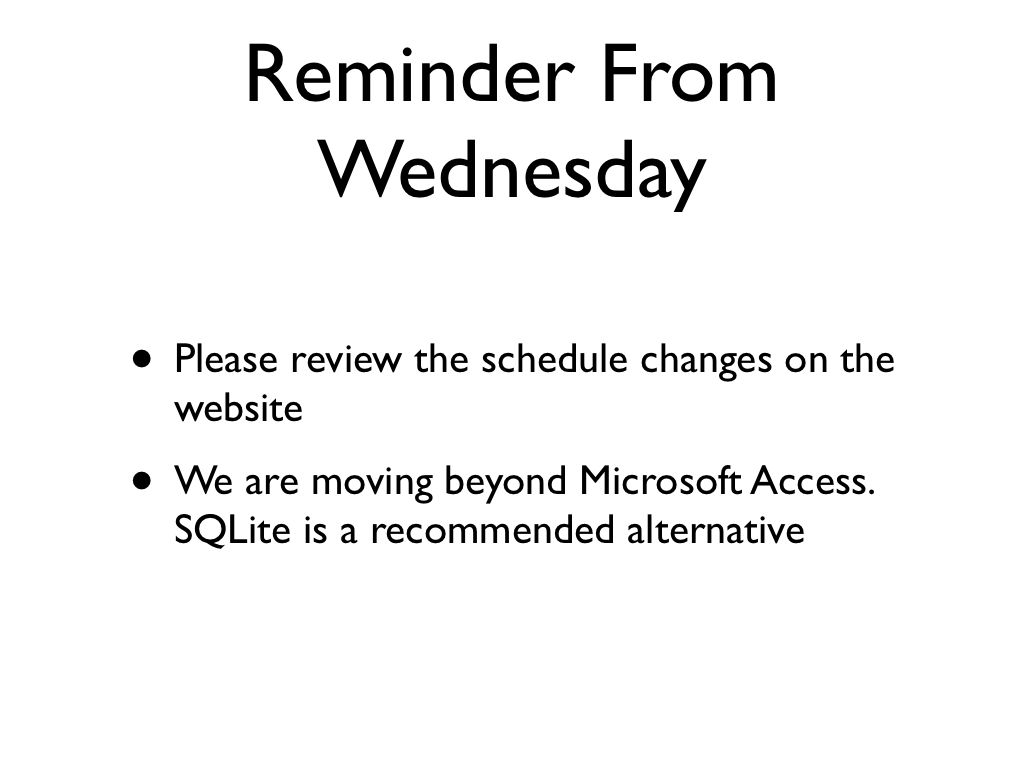 Reminder From
Wednesday
• Please review the schedule changes on the
website
• We are moving beyond Microsoft Access.
SQLite is a recommended alternative